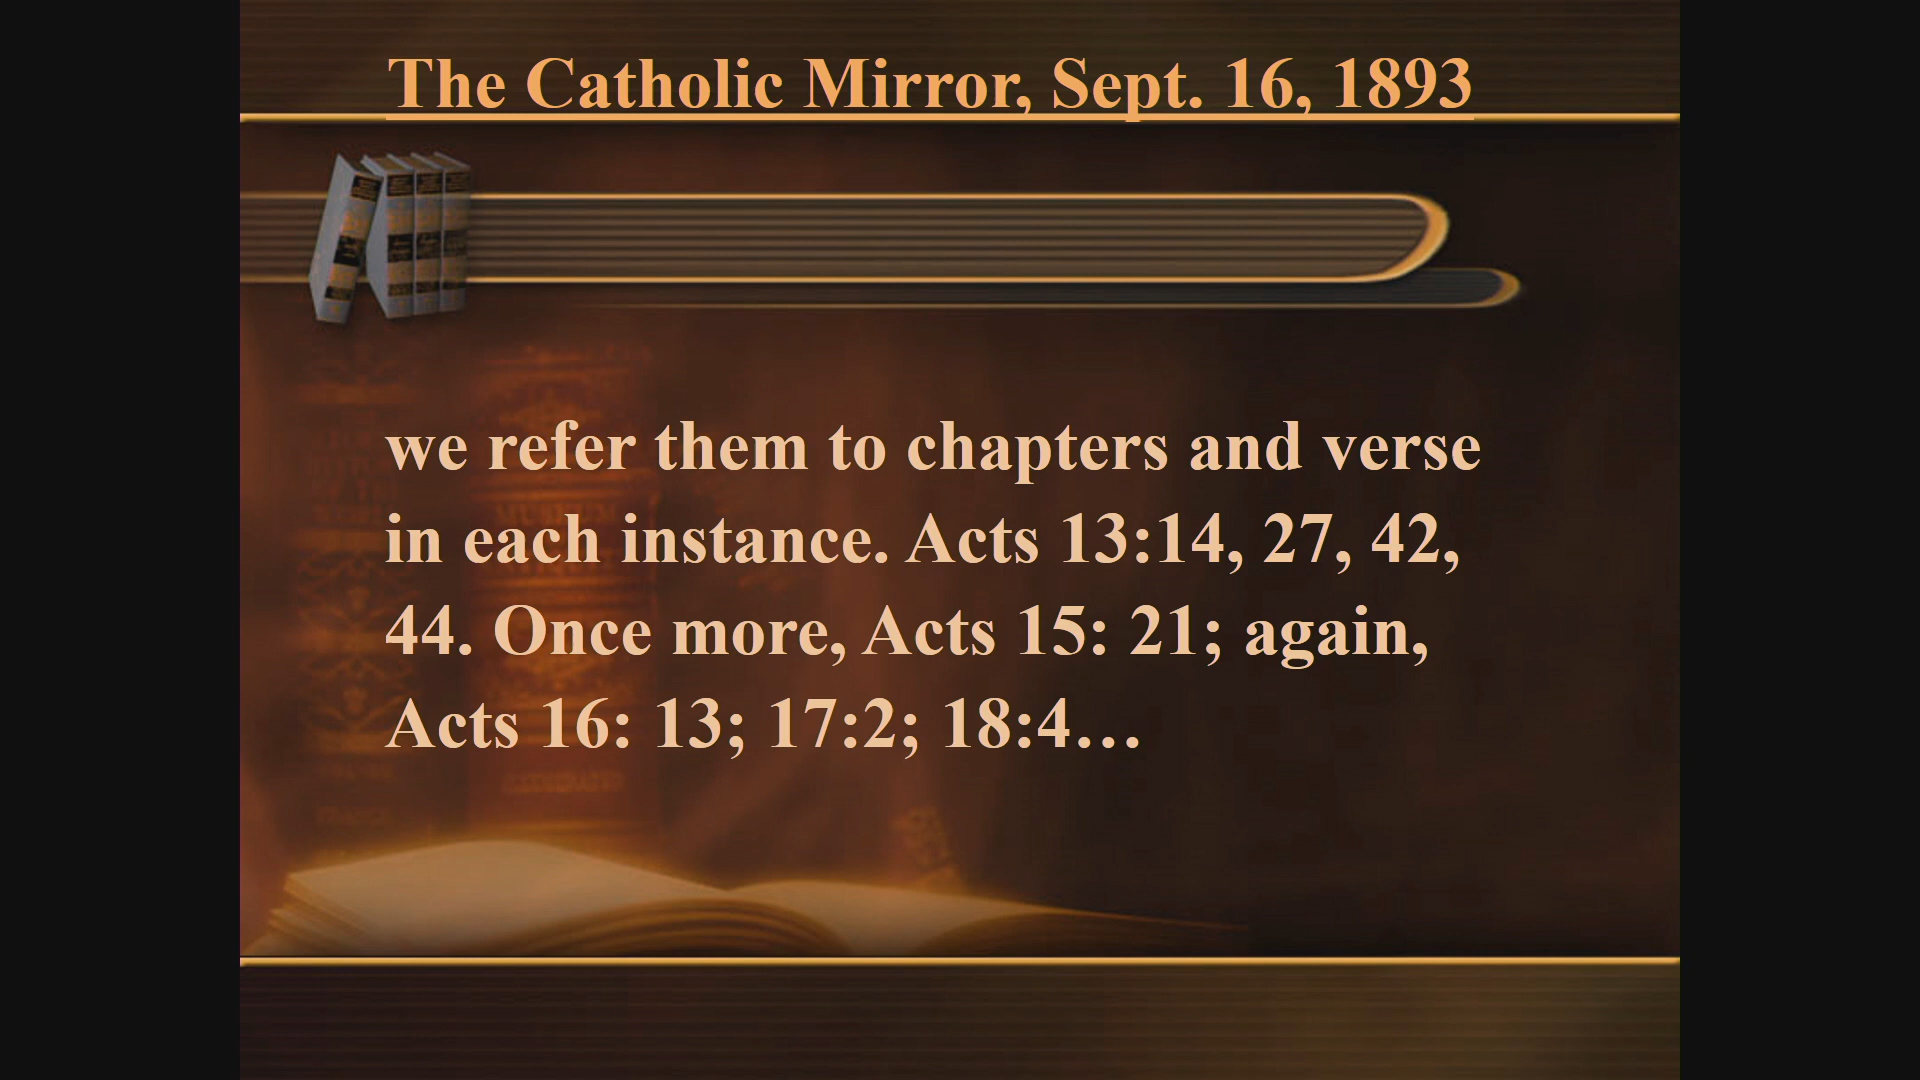 The Catholic Mirror, Sept. 16, 1893
we refer them to chapters and verse
in each instance. Acts 13:14, 27, 42,
44. Once more, Acts 15: 21; again,
Acts 16: 13; 17:2; 18:4…